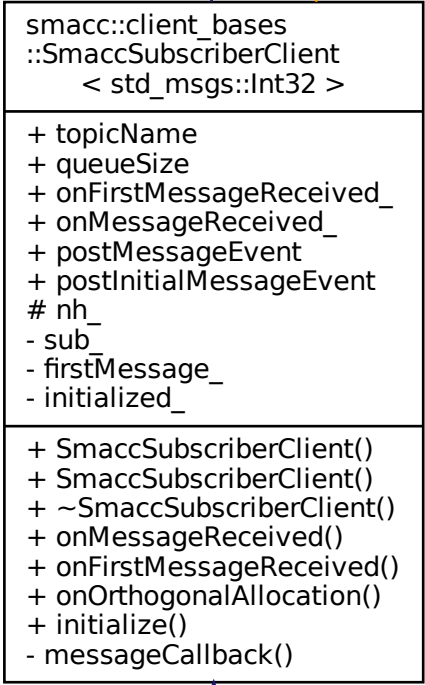 smacc::client_bases
::SmaccSubscriberClient
< std_msgs::Int32 >
+ topicName
+ queueSize
+ onFirstMessageReceived_
+ onMessageReceived_
+ postMessageEvent
+ postInitialMessageEvent
# nh_
- sub_
- firstMessage_
- initialized_
+ SmaccSubscriberClient()
+ SmaccSubscriberClient()
+ ~SmaccSubscriberClient()
+ onMessageReceived()
+ onFirstMessageReceived()
+ onOrthogonalAllocation()
+ initialize()
- messageCallback()